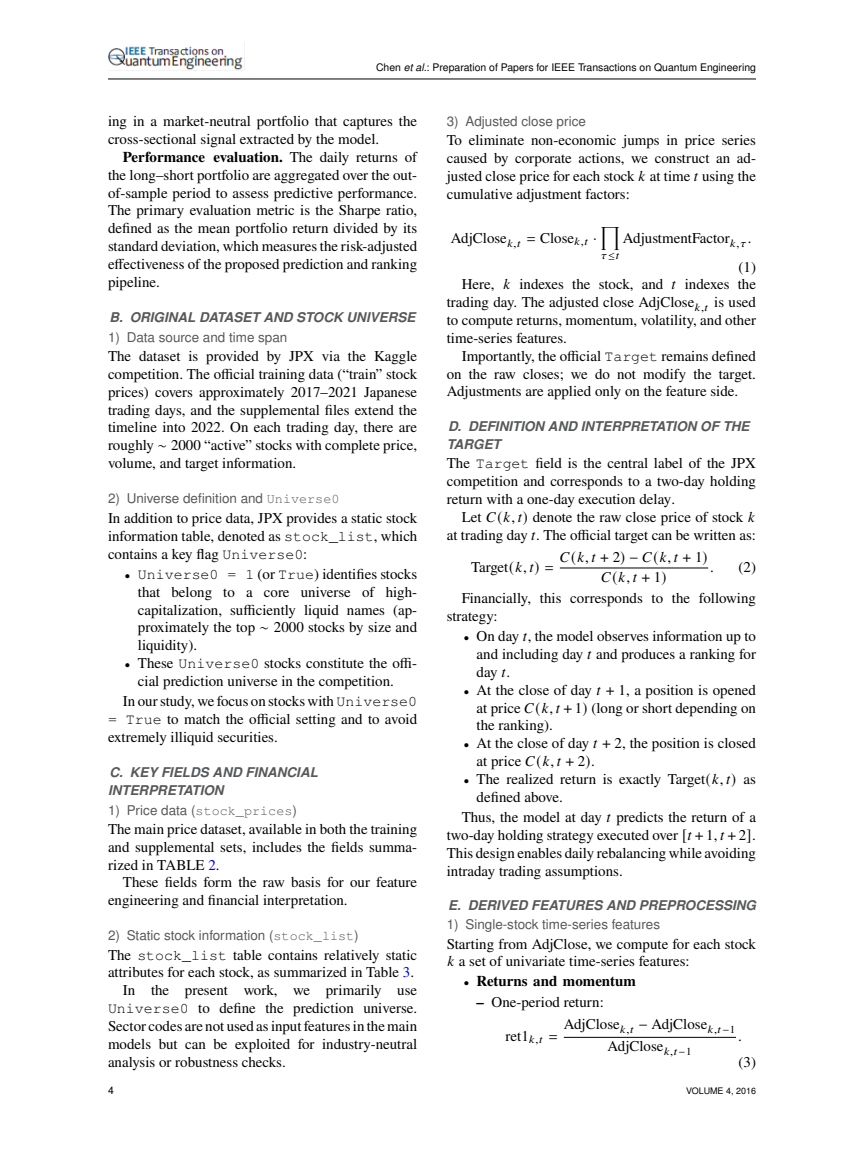 IEEE Transactions on
Quantum Engineering
Chen et al.: Preparation of Papers for IEEE Transactions on Quantum Engineering
ing in a market-neutral portfolio that captures the
cross-sectional signal extracted by the model.
Performance evaluation. The daily returns of
the long–short portfolio are aggregated over the out-
of-sample period to assess predictive performance.
The primary evaluation metric is the Sharpe ratio,
defined as the mean portfolio return divided by its
standard deviation, which measures the risk-adjusted
effectiveness of the proposed prediction and ranking
pipeline.
B. ORIGINAL DATASET AND STOCK UNIVERSE
1) Data source and time span
The dataset is provided by JPX via the Kaggle
competition. The official training data (“train” stock
prices) covers approximately 2017–2021 Japanese
trading days, and the supplemental files extend the
timeline into 2022. On each trading day, there are
roughly ∼ 2000 “active” stocks with complete price,
volume, and target information.
2) Universe definition and Universe0
In addition to price data, JPX provides a static stock
information table, denoted as stock_list, which
contains a key flag Universe0:
• Universe0 = 1 (or True) identifies stocks
that belong to a core universe of high-
capitalization, sufficiently liquid names (ap-
proximately the top ∼ 2000 stocks by size and
liquidity).
• These Universe0 stocks constitute the offi-
cial prediction universe in the competition.
In our study, we focus on stocks with Universe0
= True to match the official setting and to avoid
extremely illiquid securities.
C. KEY FIELDS AND FINANCIAL
INTERPRETATION
1) Price data (stock_prices)
The main price dataset, available in both the training
and supplemental sets, includes the fields summa-
rized in TABLE 2.
These fields form the raw basis for our feature
engineering and financial interpretation.
2) Static stock information (stock_list)
The stock_list table contains relatively static
attributes for each stock, as summarized in Table 3.
In the present work, we primarily use
Universe0 to define the prediction universe.
Sector codes are not used as input features in the main
models but can be exploited for industry-neutral
analysis or robustness checks.
3) Adjusted close price
To eliminate non-economic jumps in price series
caused by corporate actions, we construct an ad-
justed close price for each stock k at time t using the
cumulative adjustment factors:
AdjClose_{k,t} = Close_{k,t} · ∏_{τ≤t} AdjustmentFactor_{k,τ}.
(1)
Here, k indexes the stock, and t indexes the
trading day. The adjusted close AdjClose_{k,t} is used
to compute returns, momentum, volatility, and other
time-series features.
Importantly, the official Target remains defined
on the raw closes; we do not modify the target.
Adjustments are applied only on the feature side.
D. DEFINITION AND INTERPRETATION OF THE
TARGET
The Target field is the central label of the JPX
competition and corresponds to a two-day holding
return with a one-day execution delay.
Let C(k, t) denote the raw close price of stock k
at trading day t. The official target can be written as:
Target(k, t) = (C(k, t + 2) − C(k, t + 1)) / C(k, t + 1). (2)
Financially, this corresponds to the following
strategy:
• On day t, the model observes information up to
and including day t and produces a ranking for
day t.
• At the close of day t + 1, a position is opened
at price C(k, t + 1) (long or short depending on
the ranking).
• At the close of day t + 2, the position is closed
at price C(k, t + 2).
• The realized return is exactly Target(k, t) as
defined above.
Thus, the model at day t predicts the return of a
two-day holding strategy executed over [t + 1, t + 2].
This design enables daily rebalancing while avoiding
intraday trading assumptions.
E. DERIVED FEATURES AND PREPROCESSING
1) Single-stock time-series features
Starting from AdjClose, we compute for each stock
k a set of univariate time-series features:
• Returns and momentum
– One-period return:
ret1_{k,t} = (AdjClose_{k,t} − AdjClose_{k,t−1}) / AdjClose_{k,t−1}.
(3)
4
VOLUME 4, 2016